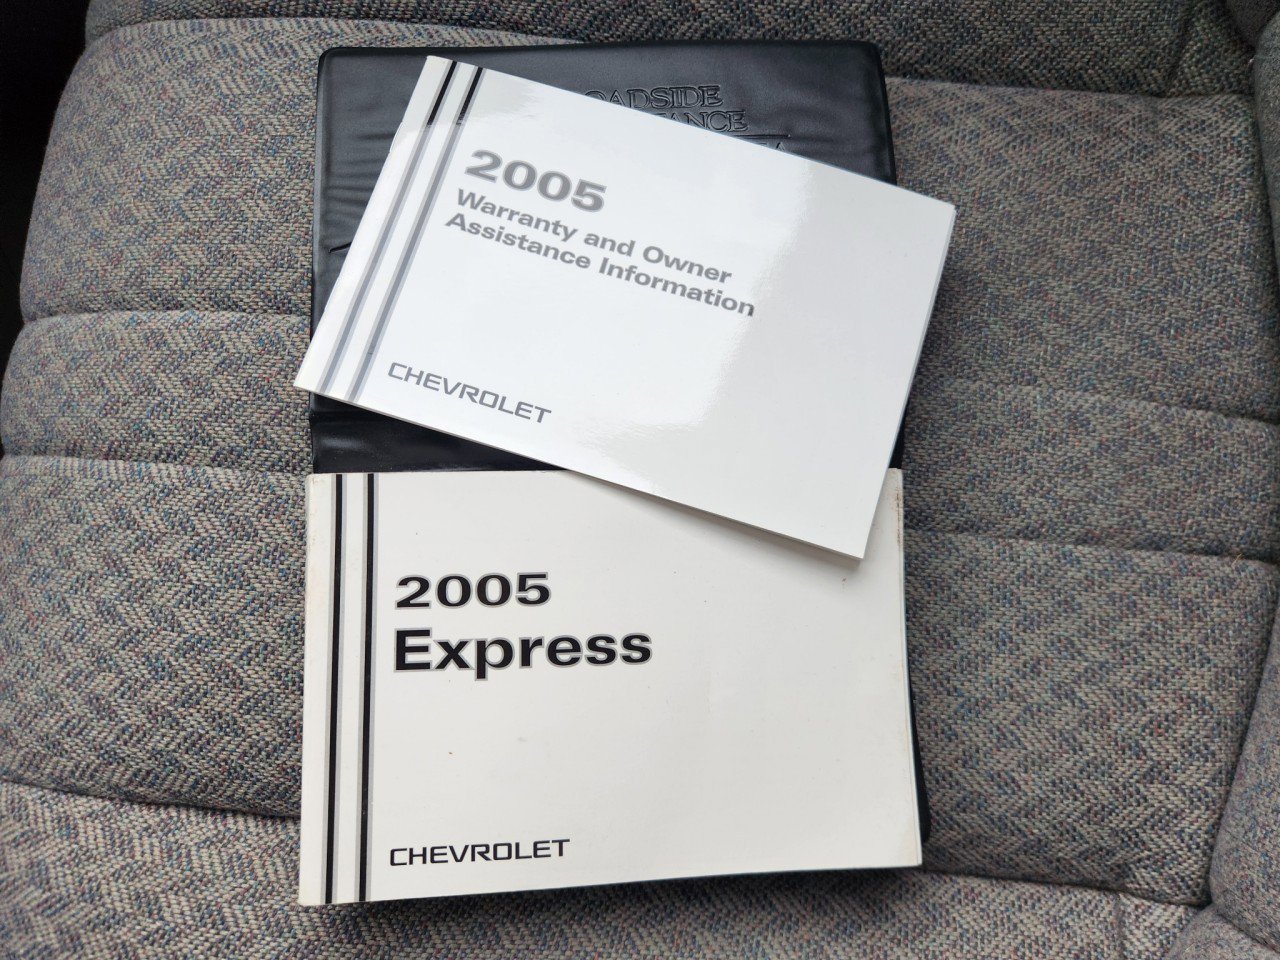 2005
Warranty and Owner
Assistance Information
CHEVROLET
2005
Express
CHEVROLET